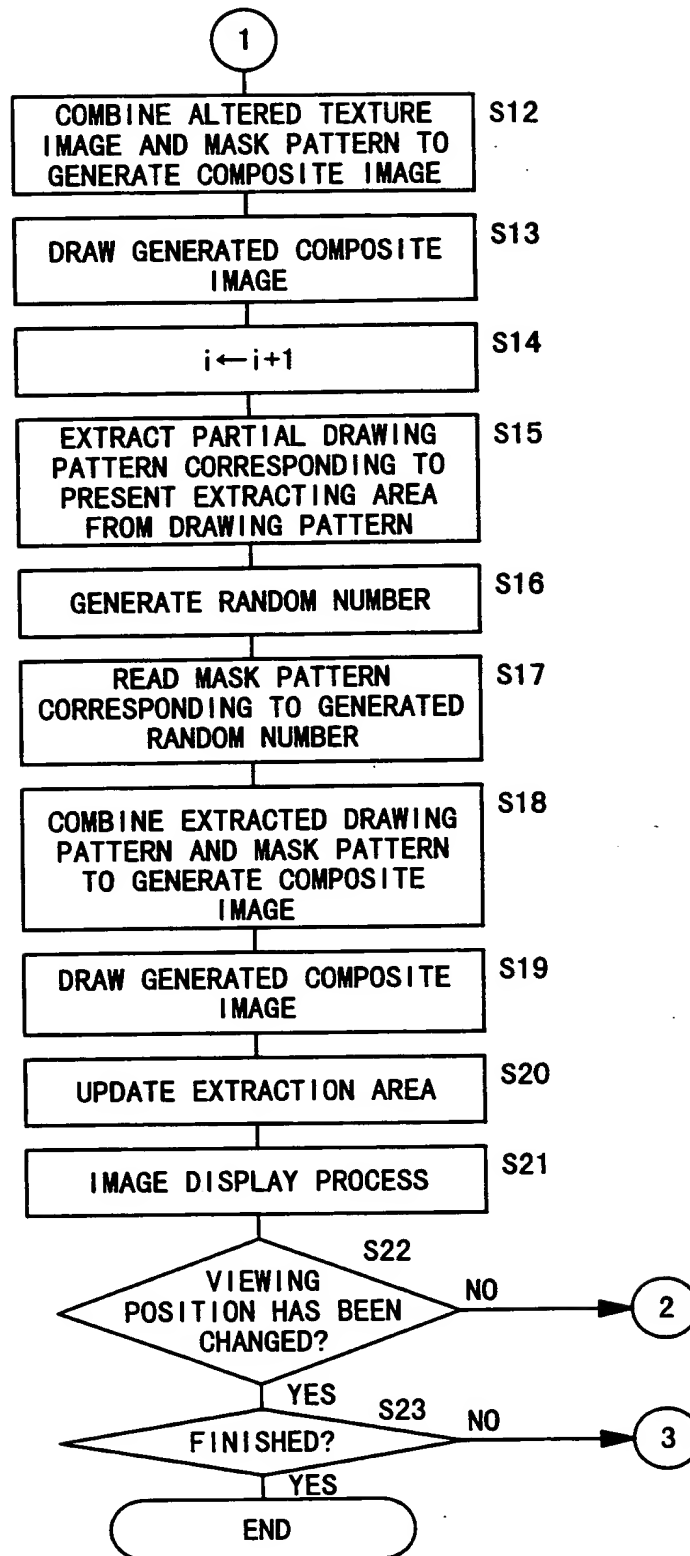 1
COMBINE ALTERED TEXTURE
IMAGE AND MASK PATTERN TO
GENERATE COMPOSITE IMAGE
S12
DRAW GENERATED COMPOSITE
IMAGE
S13
i←i+1
S14
EXTRACT PARTIAL DRAWING
PATTERN CORRESPONDING TO
PRESENT EXTRACTING AREA
FROM DRAWING PATTERN
S15
GENERATE RANDOM NUMBER
S16
READ MASK PATTERN
CORRESPONDING TO GENERATED
RANDOM NUMBER
S17
COMBINE EXTRACTED DRAWING
PATTERN AND MASK PATTERN
TO GENERATE COMPOSITE
IMAGE
S18
DRAW GENERATED COMPOSITE
IMAGE
S19
UPDATE EXTRACTION AREA
S20
IMAGE DISPLAY PROCESS
S21
S22
VIEWING
POSITION HAS BEEN
CHANGED?
NO
2
YES
S23
FINISHED?
NO
3
YES
END